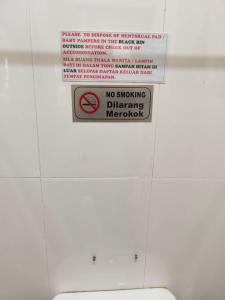 PLEASE TO DISPOSE OF MENTSRUAL PAD /
BABY PAMPERS IN THE BLACK BIN
OUTSIDE BEFORE CHECK OUT OF
ACCOMMODATION.
SILA BUANG TUALA WANITA / LAMPIN
BAYI DI DALAM TONG SAMPAH HITAM DI
LUAR SELEPAS DAFTAR KELUAR DARI
TEMPAT PENGINAPAN.
NO SMOKING
Dilarang
Merokok